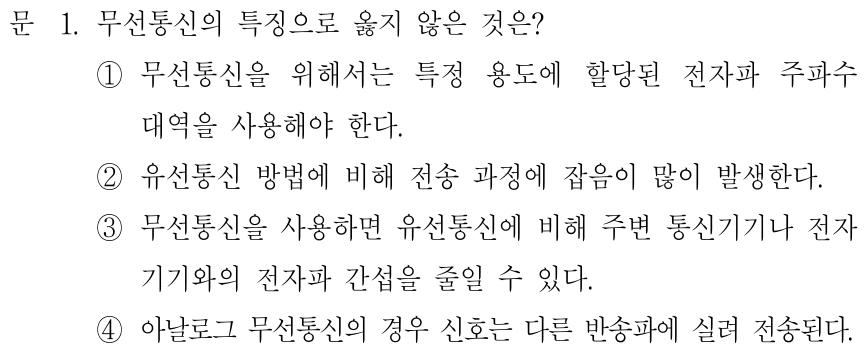 문 1. 무선통신의 특징으로 옳지 않은 것은?
① 무선통신을 위해서는 특정 용도에 할당된 전자파 주파수
대역을 사용해야 한다.
② 유선통신 방법에 비해 전송 과정에 잡음이 많이 발생한다.
③ 무선통신을 사용하면 유선통신에 비해 주변 통신기기나 전자
기기와의 전자파 간섭을 줄일 수 있다.
④ 아날로그 무선통신의 경우 신호는 다른 반송파에 실려 전송된다.